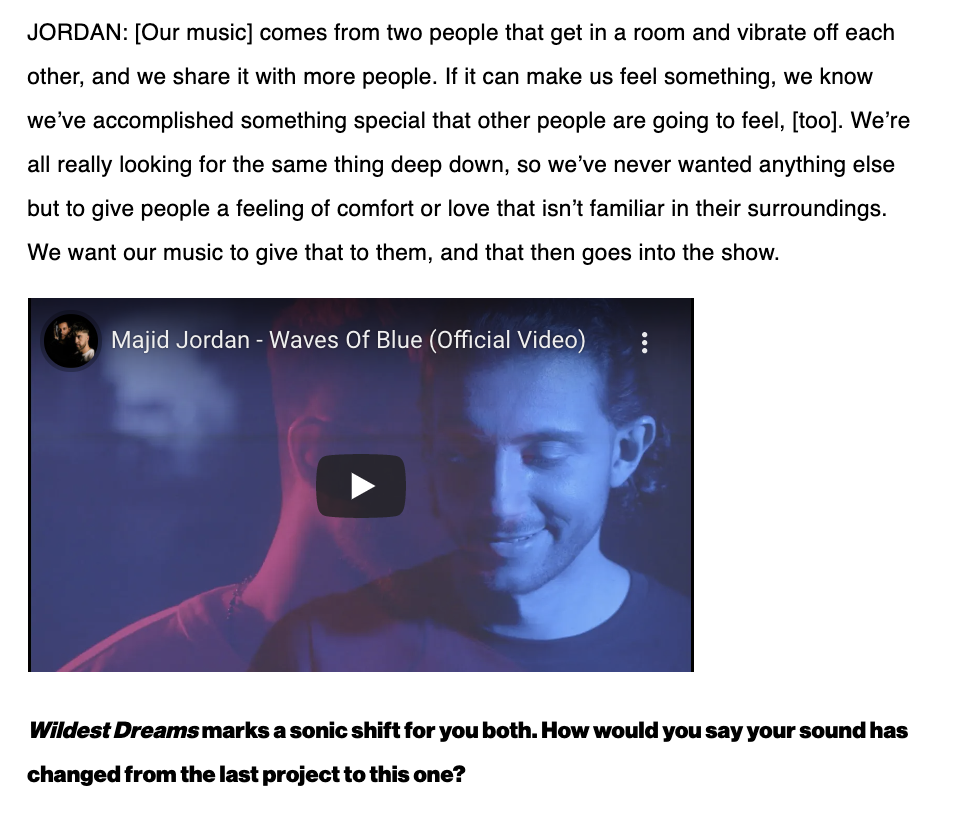 JORDAN: [Our music] comes from two people that get in a room and vibrate off each
other, and we share it with more people. If it can make us feel something, we know
we’ve accomplished something special that other people are going to feel, [too]. We’re
all really looking for the same thing deep down, so we’ve never wanted anything else
but to give people a feeling of comfort or love that isn’t familiar in their surroundings.
We want our music to give that to them, and that then goes into the show.
Majid Jordan - Waves Of Blue (Official Video)
Wildest Dreams marks a sonic shift for you both. How would you say your sound has
changed from the last project to this one?